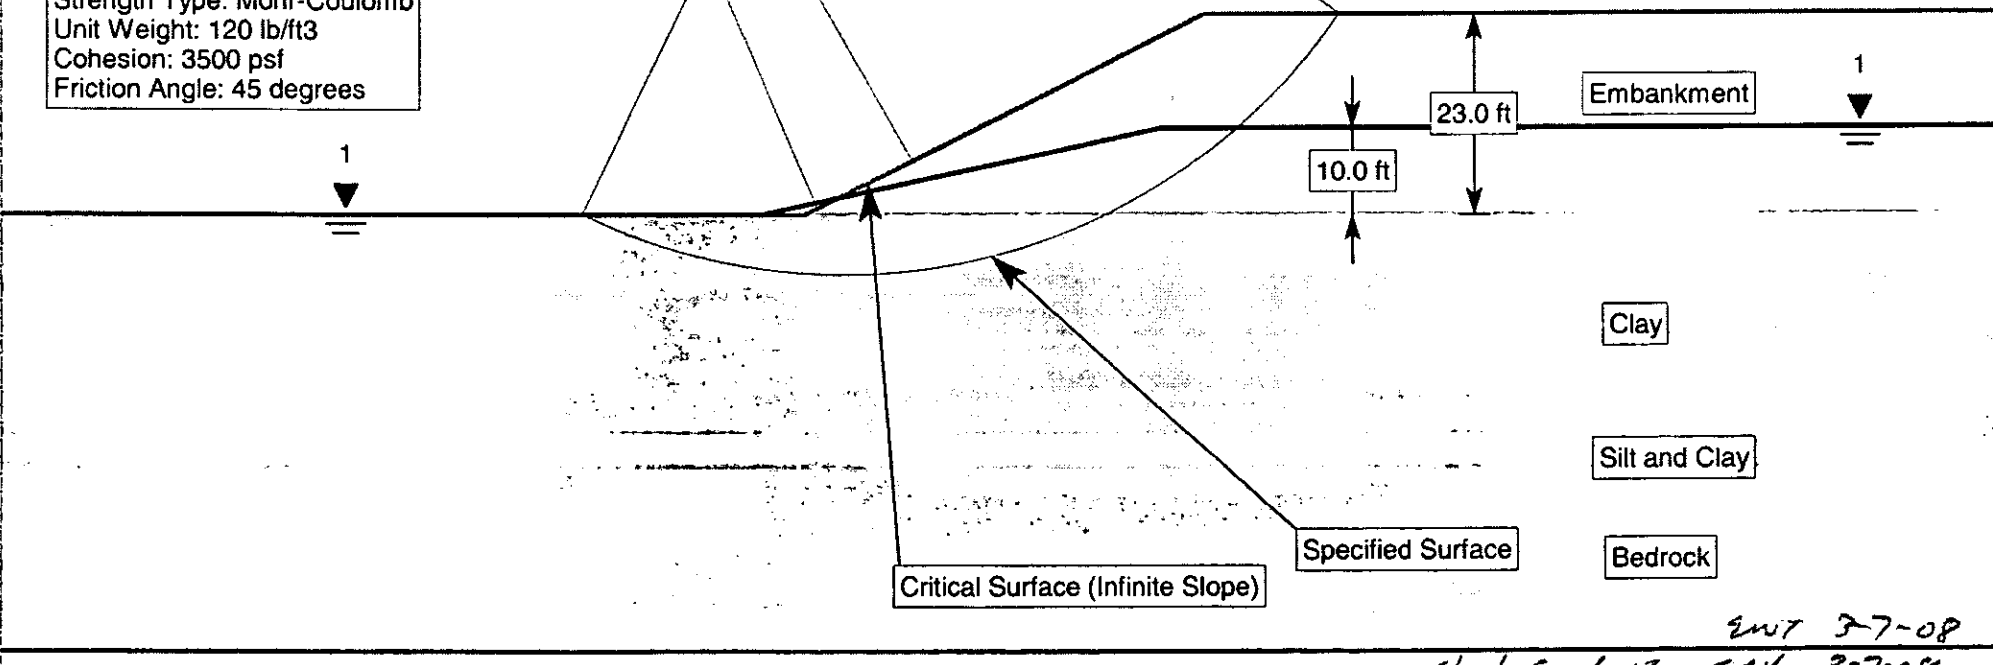 Strength Type: Mohr-Coulomb
Unit Weight: 120 lb/ft3
Cohesion: 3500 psf
Friction Angle: 45 degrees
1
Embankment
23.0 ft
1
10.0 ft
Clay
Silt and Clay
Specified Surface
Bedrock
Critical Surface (Infinite Slope)
3-7-08